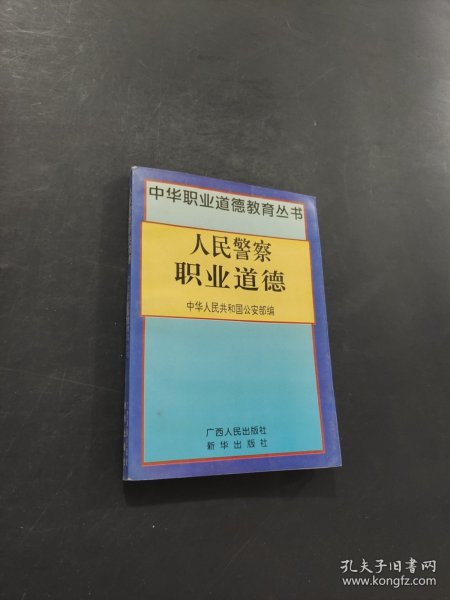 中华职业道德教育丛书
人民警察
职业道德
中华人民共和国公安部编
广西人民出版社
新华出版社
孔夫子旧书网
www.kongfz.com